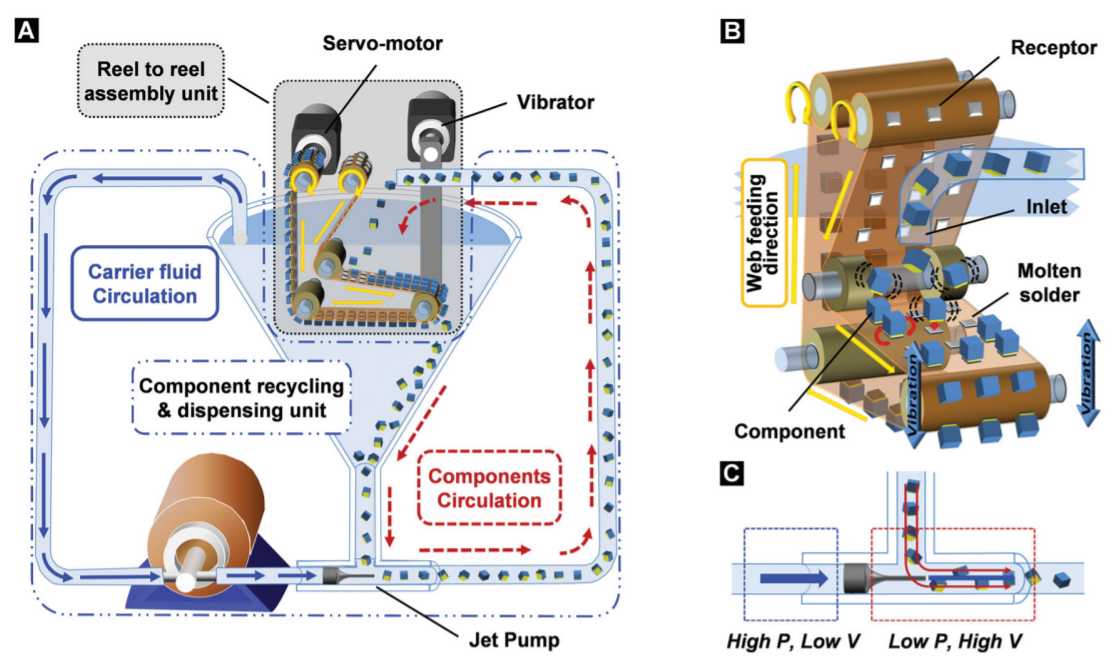 A
Servo-motor
Reel to reel
assembly unit
Vibrator
Carrier fluid
Circulation
Component recycling
& dispensing unit
Components
Circulation
Jet Pump
B
Receptor
Web feeding
direction
Inlet
Molten
solder
Vibration
Vibration
Component
C
High P, Low V
Low P, High V